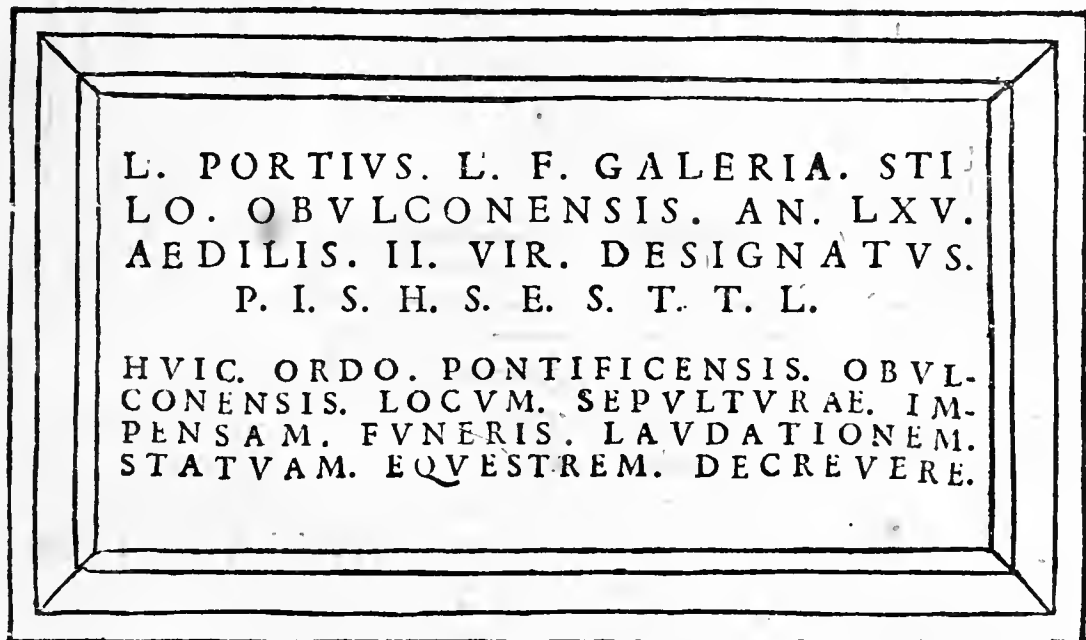 L. PORTIVS. L. F. GALERIA. STI
LO. OBVLCONENSIS. AN. LXV.
AEDILIS. II. VIR. DESIGNATVS.
P. I. S. H. S. E. S. T. T. L.
HVIC. ORDO. PONTIFICENSIS. OBVL-
CONENSIS. LOCVM. SEPVLTVRAE. IM-
PENSAM. FVNERIS. LAVDATIONEM.
STATVAM. EQVESTREM. DECREVERE.